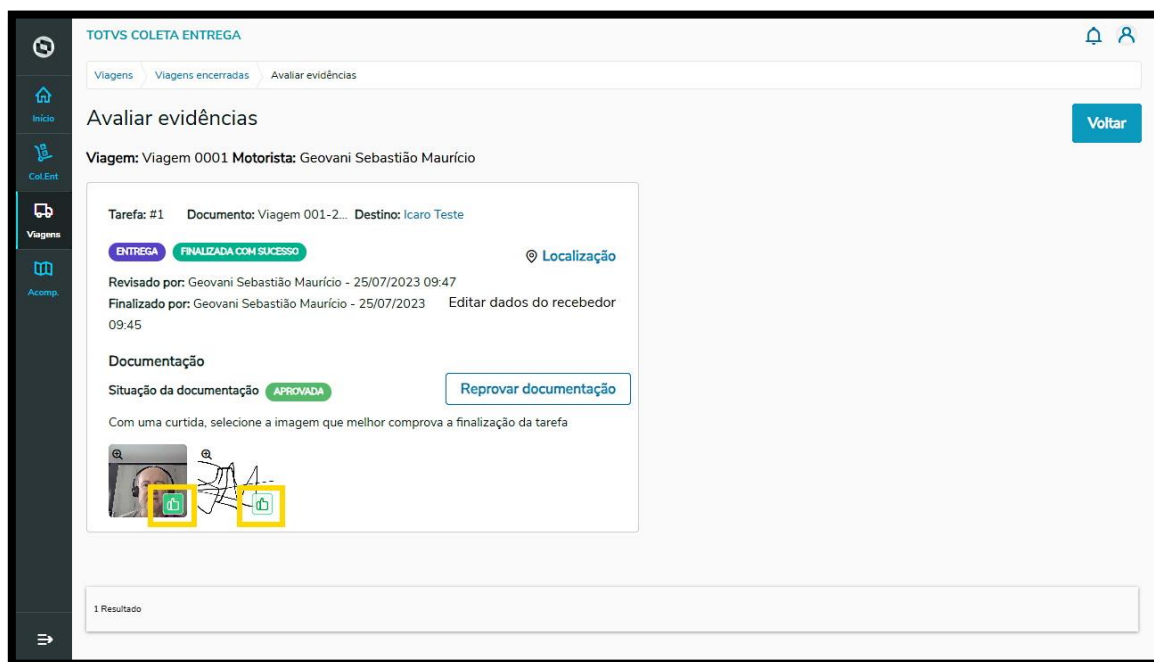 TOTVS COLETA ENTREGA
Viagens Viagens encerradas Avaliar evidências
Início
Avaliar evidências
Voltar
Col.Ent
Viagem: Viagem 0001 Motorista: Geovani Sebastião Maurício
Viagens
Tarefa: #1 Documento: Viagem 001-2... Destino: Icaro Teste
ENTREGA FINALIZADA COM SUCESSO
Localização
Acomp.
Revisado por: Geovani Sebastião Maurício - 25/07/2023 09:47
Finalizado por: Geovani Sebastião Maurício - 25/07/2023
09:45
Editar dados do recebedor
Documentação
Situação da documentação APROVADA
Reprovar documentação
Com uma curtida, selecione a imagem que melhor comprova a finalização da tarefa
1 Resultado